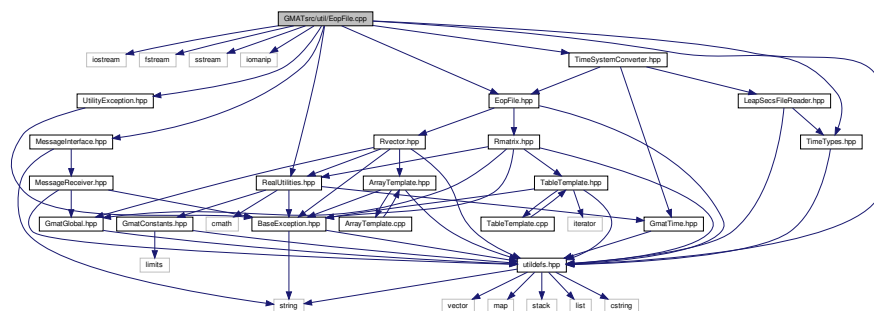 GMATsrc/util/EopFile.cpp
iostream fstream sstream iomanip TimeSystemConverter.hpp
UtilityException.hpp EopFile.hpp LeapSecsFileReader.hpp
MessageInterface.hpp Rvector.hpp Rmatrix.hpp TimeTypes.hpp
MessageReceiver.hpp RealUtilities.hpp ArrayTemplate.hpp TableTemplate.hpp
GmatGlobal.hpp GmatConstants.hpp cmath BaseException.hpp ArrayTemplate.cpp TableTemplate.cpp iterator GmatTime.hpp
limits utildefs.hpp
string vector map stack list cstring